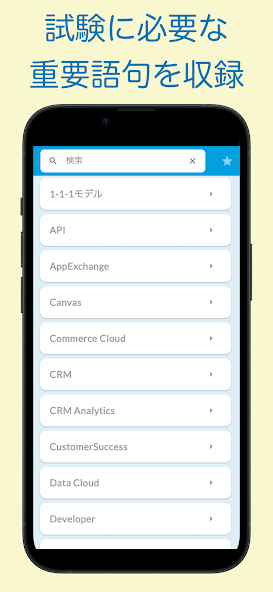 試験に必要な
重要語句を収録
検索
1-1-1モデル
API
AppExchange
Canvas
Commerce Cloud
CRM
CRM Analytics
CustomerSuccess
Data Cloud
Developer